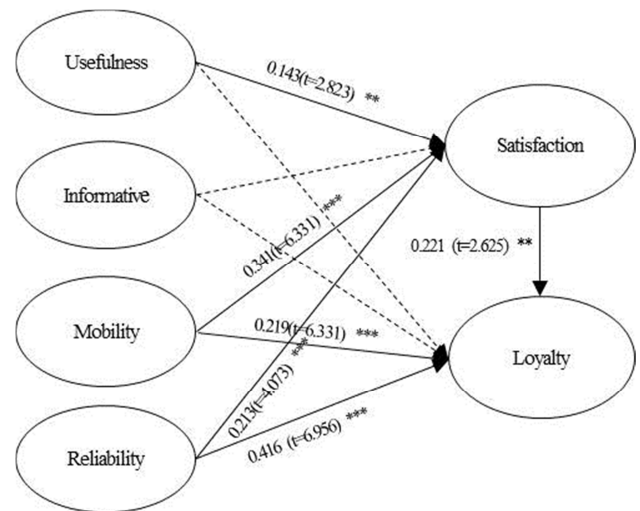 Usefulness
0.143(t=2.823) **
Satisfaction
Informative
0.341(t=6.331) ***
0.221 (t=2.625) **
Mobility
0.219(t=6.331) ***
Loyalty
0.213(t=4.073) ***
Reliability
0.416 (t=6.956) ***